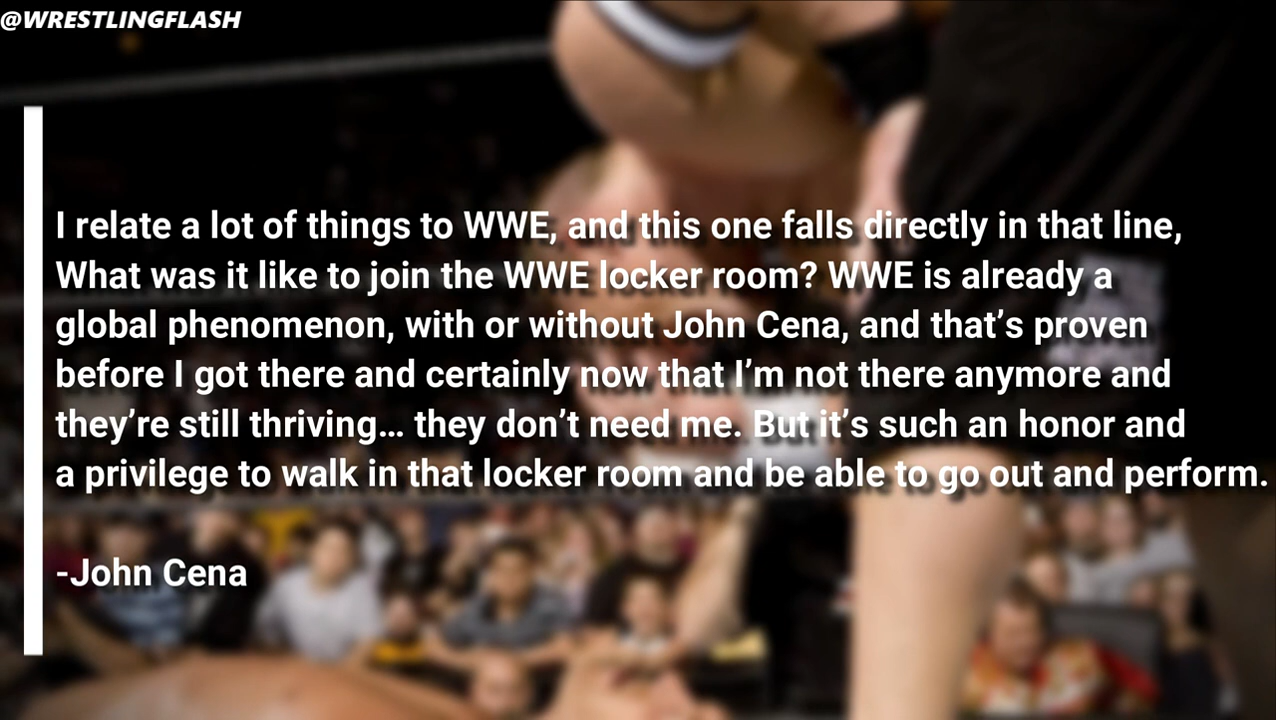 @WRESTLINGFLASH
I relate a lot of things to WWE, and this one falls directly in that line,
What was it like to join the WWE locker room? WWE is already a
global phenomenon, with or without John Cena, and that’s proven
before I got there and certainly now that I’m not there anymore and
they’re still thriving… they don’t need me. But it’s such an honor and
a privilege to walk in that locker room and be able to go out and perform.
-John Cena